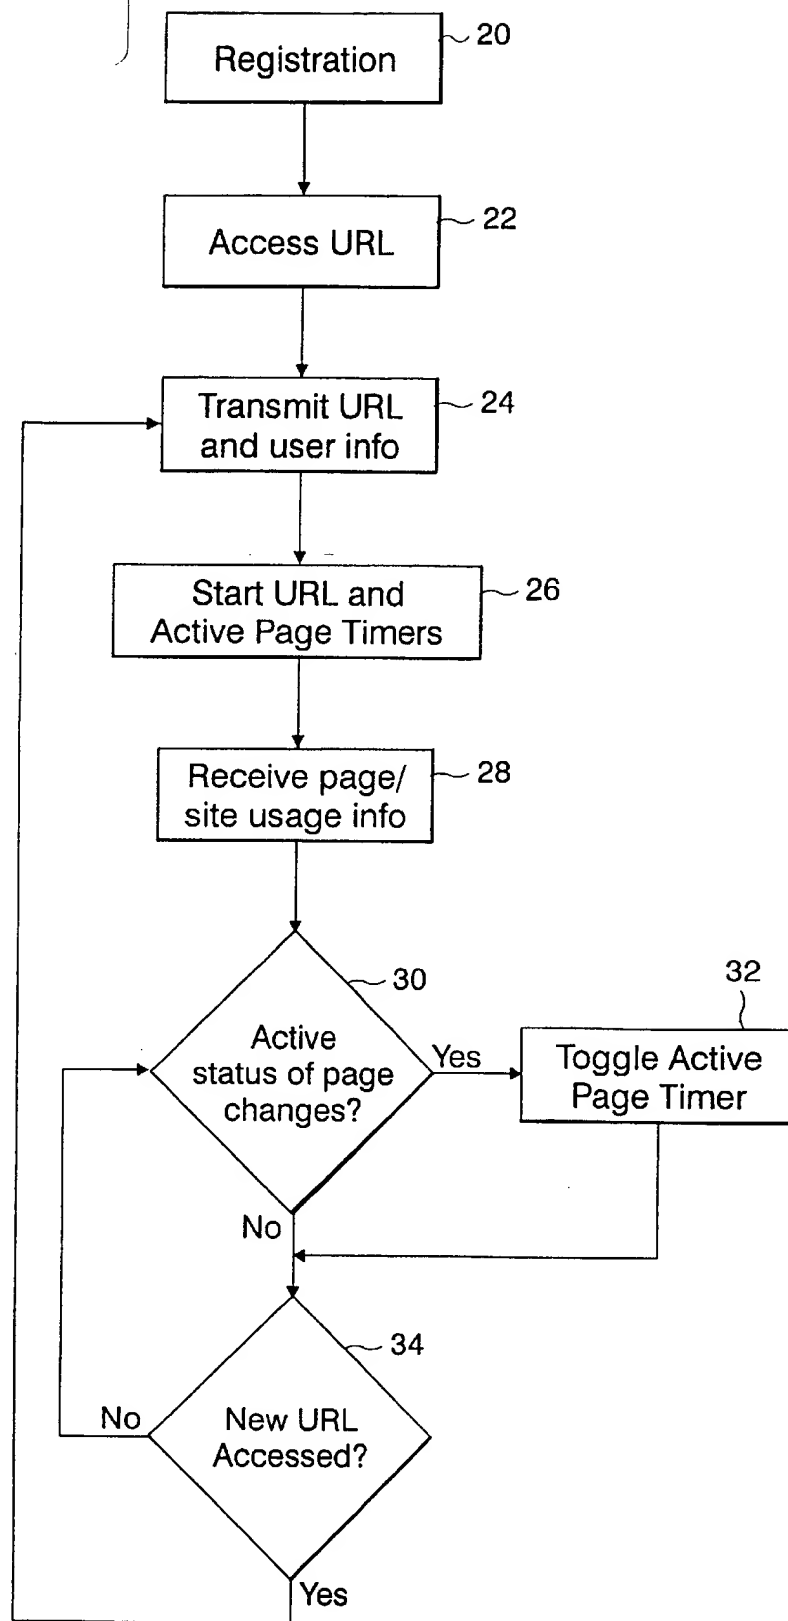 Registration
20
Access URL
22
Transmit URL
and user info
24
Start URL and
Active Page Timers
26
Receive page/
site usage info
28
Active
status of page
changes?
30
Yes
Toggle Active
Page Timer
32
No
New URL
Accessed?
34
No
Yes